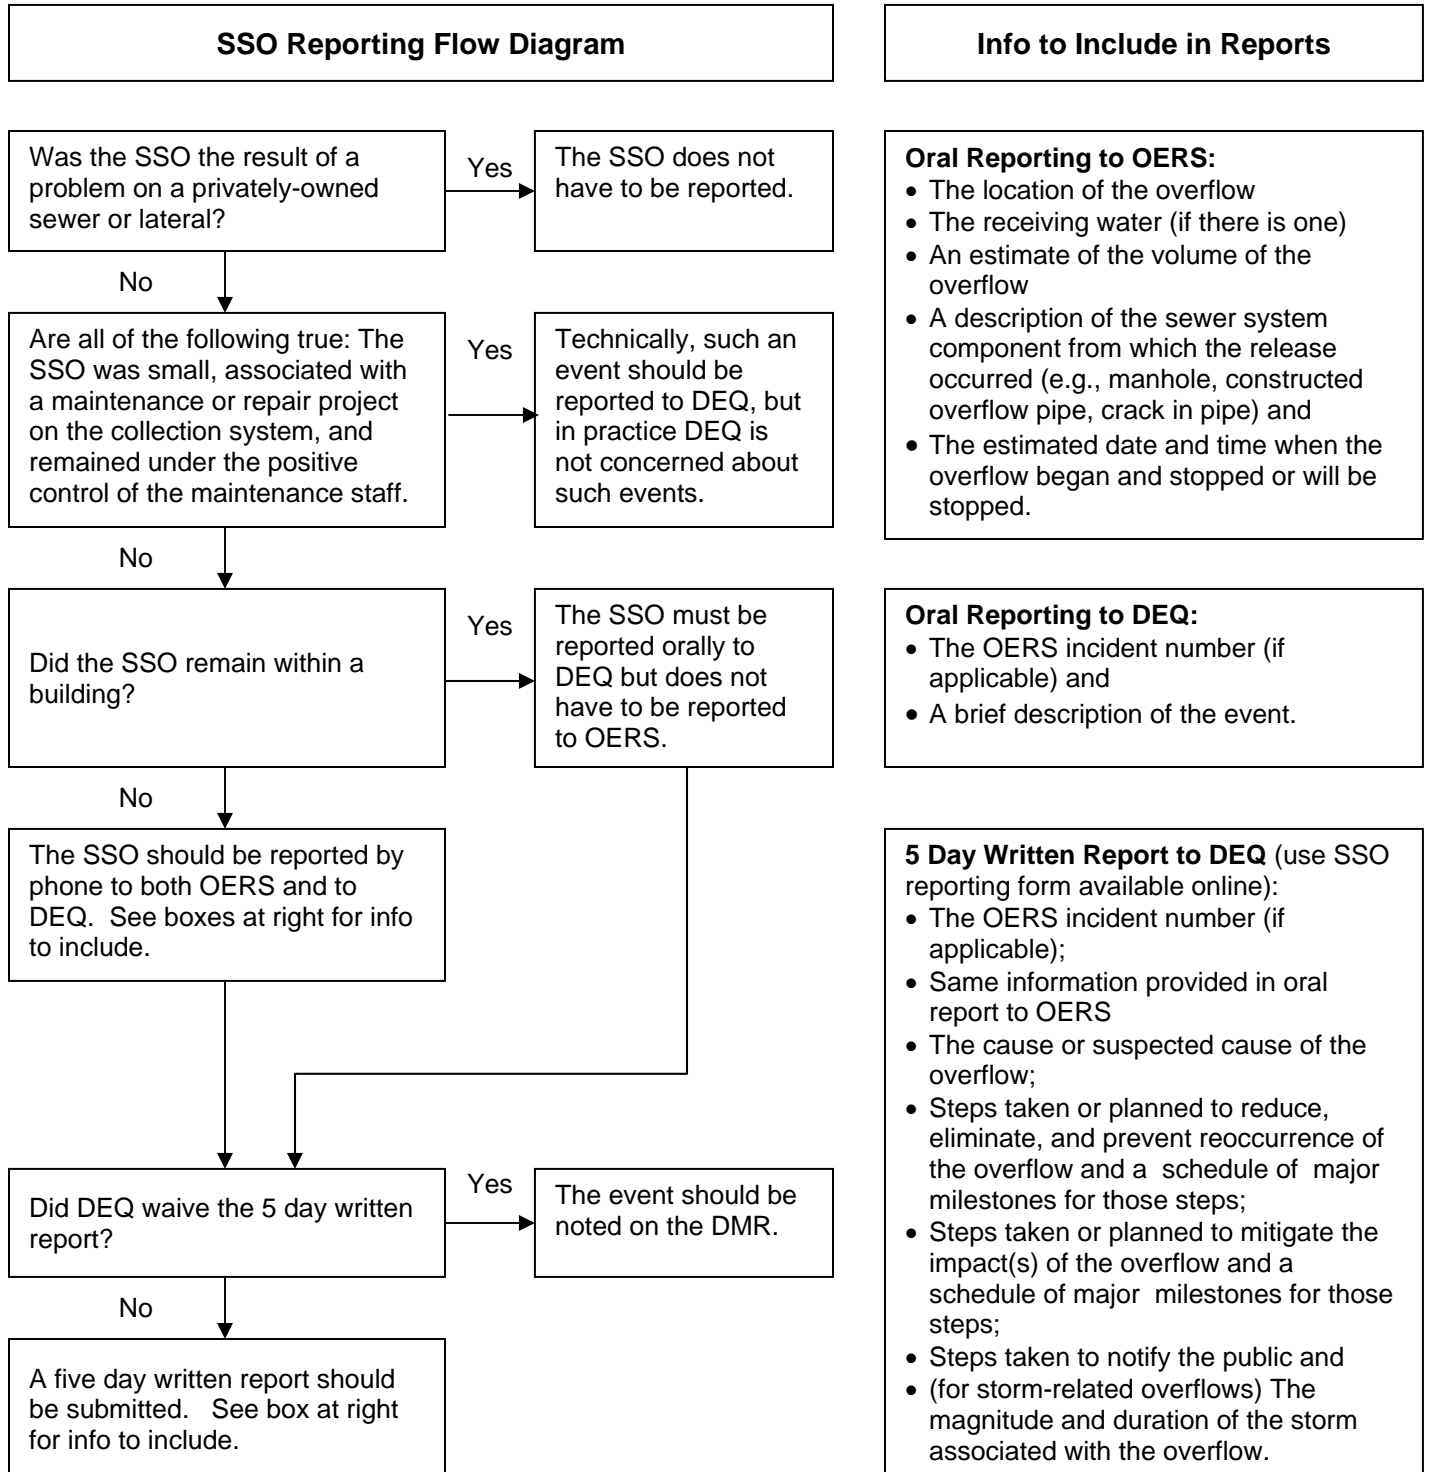 SSO Reporting Flow Diagram
Info to Include in Reports
Was the SSO the result of a
problem on a privately-owned
sewer or lateral?
Yes
The SSO does not
have to be reported.
No
Are all of the following true: The
SSO was small, associated with
a maintenance or repair project
on the collection system, and
remained under the positive
control of the maintenance staff.
Yes
Technically, such an
event should be
reported to DEQ, but
in practice DEQ is
not concerned about
such events.
No
Did the SSO remain within a
building?
Yes
The SSO must be
reported orally to
DEQ but does not
have to be reported
to OERS.
No
The SSO should be reported by
phone to both OERS and to
DEQ.  See boxes at right for info
to include.
Did DEQ waive the 5 day written
report?
Yes
The event should be
noted on the DMR.
No
A five day written report should
be submitted.   See box at right
for info to include.
Oral Reporting to OERS:
• The location of the overflow
• The receiving water (if there is one)
• An estimate of the volume of the
overflow
• A description of the sewer system
component from which the release
occurred (e.g., manhole, constructed
overflow pipe, crack in pipe) and
• The estimated date and time when the
overflow began and stopped or will be
stopped.
Oral Reporting to DEQ:
• The OERS incident number (if
applicable) and
• A brief description of the event.
5 Day Written Report to DEQ (use SSO
reporting form available online):
• The OERS incident number (if
applicable);
• Same information provided in oral
report to OERS
• The cause or suspected cause of the
overflow;
• Steps taken or planned to reduce,
eliminate, and prevent reoccurrence of
the overflow and a  schedule of  major
milestones for those steps;
• Steps taken or planned to mitigate the
impact(s) of the overflow and a
schedule of major  milestones for those
steps;
• Steps taken to notify the public and
• (for storm-related overflows) The
magnitude and duration of the storm
associated with the overflow.